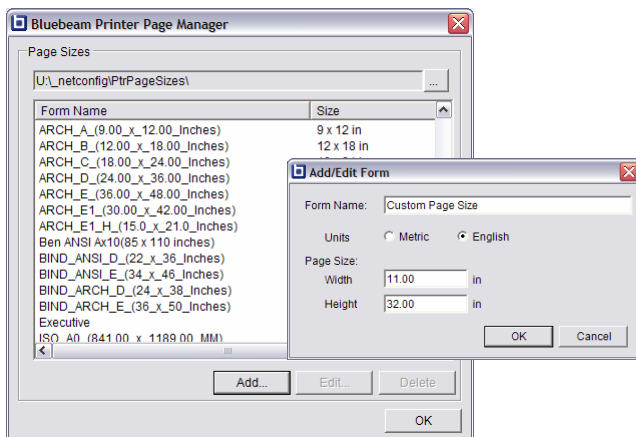 Bluebeam Printer Page Manager
Page Sizes
U:\_netconfig\PtrPageSizes\
...
Form Name Size
ARCH_A_(9.00_x_12.00_Inches) 9 x 12 in
ARCH_B_(12.00_x_18.00_Inches) 12 x 18 in
ARCH_C_(18.00_x_24.00_Inches)
ARCH_D_(24.00_x_36.00_Inches)
ARCH_E_(36.00_x_48.00_Inches)
ARCH_E1_(30.00_x_42.00_Inches)
ARCH_E1_H_(15.0_x_21.0_Inches)
Ben ANSI Ax10(85 x 110 inches)
BIND_ANSI_D_(22_x_36_Inches)
BIND_ANSI_E_(34_x_46_Inches)
BIND_ARCH_D_(24_x_38_Inches)
BIND_ARCH_E_(36_x_50_Inches)
Executive
ISO_A0_(841.00_x_1189.00_MM)
Add... Edit... Delete
OK
Add/Edit Form
Form Name: Custom Page Size
Units Metric English
Page Size:
Width 11.00 in
Height 32.00 in
OK Cancel